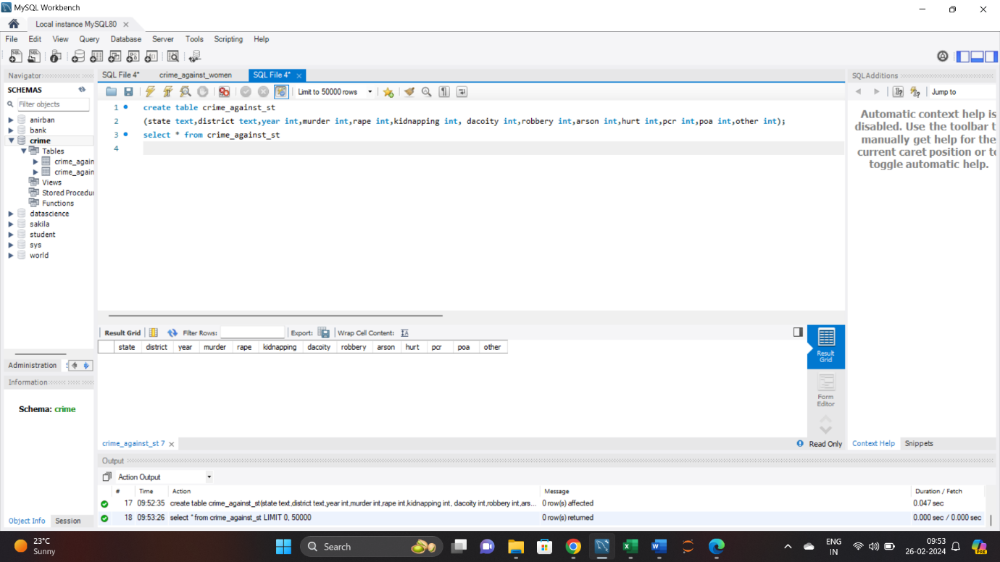 MySQL Workbench
Local instance MySQL80
File Edit View Query Database Server Tools Scripting Help
Navigator
SQL File 4* crime_against_women SQL File 4*
SQLAdditions
SCHEMAS
Limit to 50000 rows
Jump to
Filter objects
anirban
bank
crime
Tables
crime_again
crime_again
Views
Stored Procedu
Functions
datascience
sakila
student
sys
world
1 create table crime_against_st
2 (state text,district text,year int,murder int,rape int,kidnapping int, dacoity int,robbery int,arson int,hurt int,pcr int,poa int,other int);
3 select * from crime_against_st
4
Automatic context help is
disabled. Use the toolbar t
manually get help for the
current caret position or to
toggle automatic help.
Result Grid Filter Rows: Export: Wrap Cell Content:
state district year murder rape kidnapping dacoity robbery arson hurt pcr poa other
Result
Grid
Form
Editor
Administration
Information
Schema: crime
crime_against_st 7
Read Only
Context Help Snippets
Output
Action Output
# Time Action Message Duration / Fetch
17 09:52:35 create table crime_against_st(state text,district text,year int,murder int,rape int,kidnapping int, dacoity int,robbery int,ars... 0 row(s) affected 0.047 sec
18 09:53:26 select * from crime_against_st LIMIT 0, 50000 0 row(s) returned 0.000 sec / 0.000 sec
Object Info Session
23°C
Sunny
Search
ENG
IN
09:53
26-02-2024
PRE